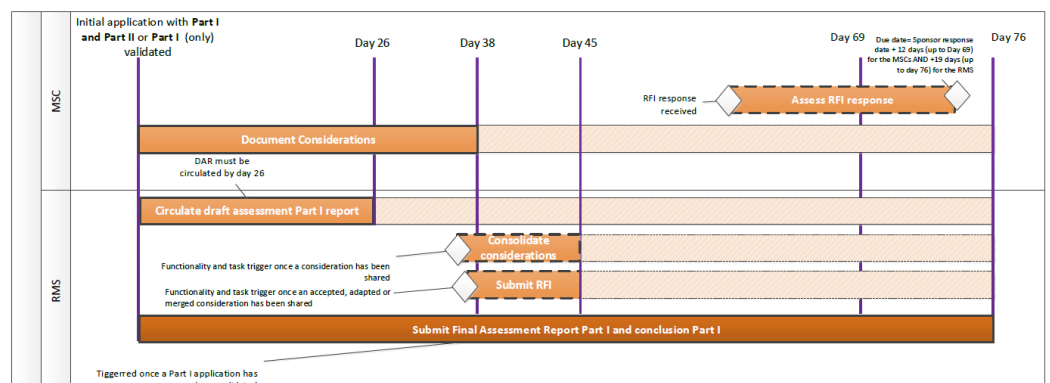 Initial application with Part I
and Part II or Part I (only)
validated
Day 26
Day 38
Day 45
Day 69
Day 76
Due date= Sponsor response
date + 12 days (up to Day 69)
for the MSCs AND +19 days (up
to day 76) for the RMS
MSC
RFI response
received
Assess RFI response
Document Considerations
DAR must be
circulated by day 26
RMS
Circulate draft assessment Part I report
Consolidate
considerations
Functionality and task trigger once a consideration has been
shared
Submit RFI
Functionality and task trigger once an accepted, adapted or
merged consideration has been shared
Submit Final Assessment Report Part I and conclusion Part I
Tiggerred once a Part I application has